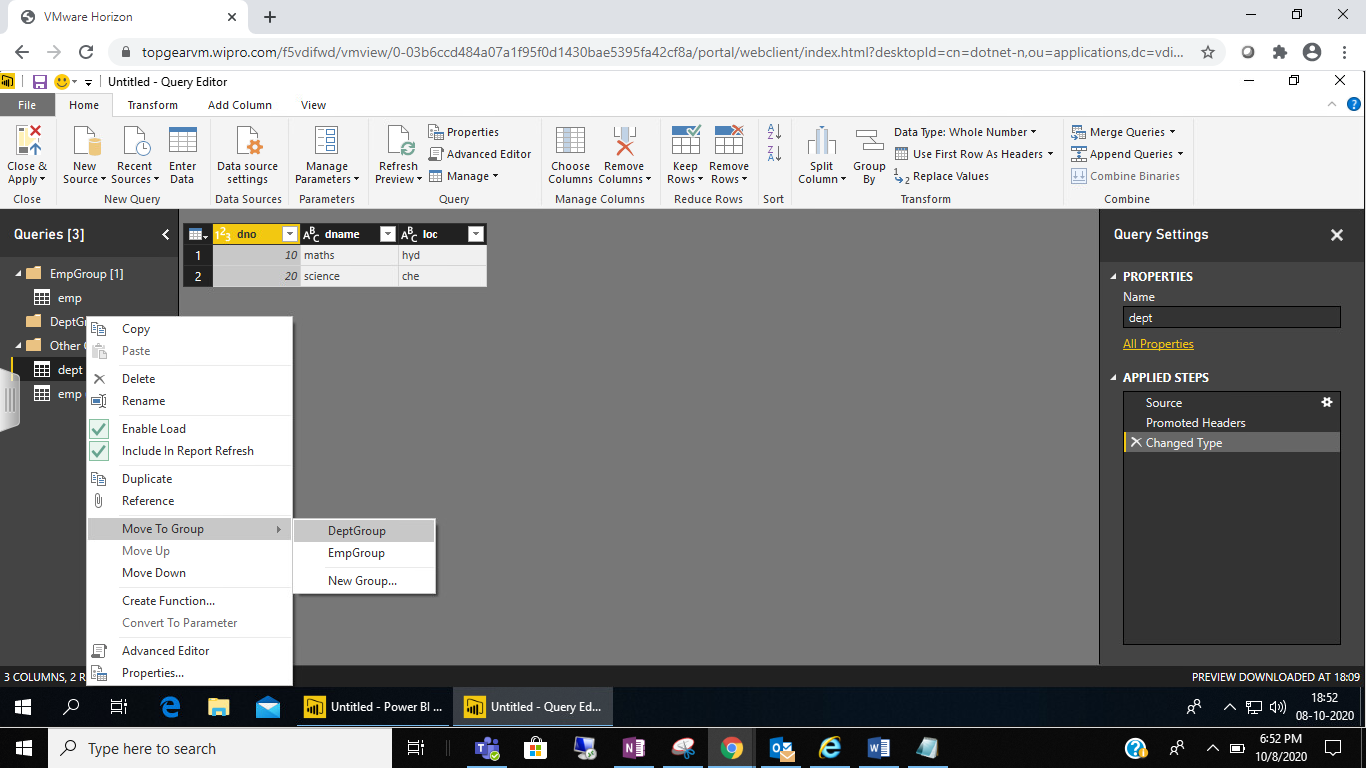 VMware Horizon
topgearvm.wipro.com/f5vdifwd/vmview/0-03b6ccd484a07a1f95f0d1430bae5395fa42cf8a/portal/webclient/index.html?desktopId=cn=dotnet-n,ou=applications,dc=vdi...
Untitled - Query Editor
File Home Transform Add Column View
Close & Apply
New Source
Recent Sources
Enter Data
Data source settings
Manage Parameters
Refresh Preview
Properties
Advanced Editor
Manage
Choose Columns
Remove Columns
Keep Rows
Remove Rows
Split Column
Group By
Data Type: Whole Number
Use First Row As Headers
Replace Values
Merge Queries
Append Queries
Combine Binaries
Close New Query Data Sources Parameters Query Manage Columns Reduce Rows Sort Transform Combine
Queries [3]
EmpGroup [1]
emp
DeptG
Other
dept
emp
dno dname loc
1 10 maths hyd
2 20 science che
Copy
Paste
Delete
Rename
Enable Load
Include In Report Refresh
Duplicate
Reference
Move To Group
Move Up
Move Down
Create Function...
Convert To Parameter
Advanced Editor
Properties...
DeptGroup
EmpGroup
New Group...
Query Settings
PROPERTIES
Name
dept
All Properties
APPLIED STEPS
Source
Promoted Headers
Changed Type
3 COLUMNS, 2 R
PREVIEW DOWNLOADED AT 18:09
Untitled - Power BI ...
Untitled - Query Ed...
18:52
08-10-2020
Type here to search
6:52 PM
10/8/2020